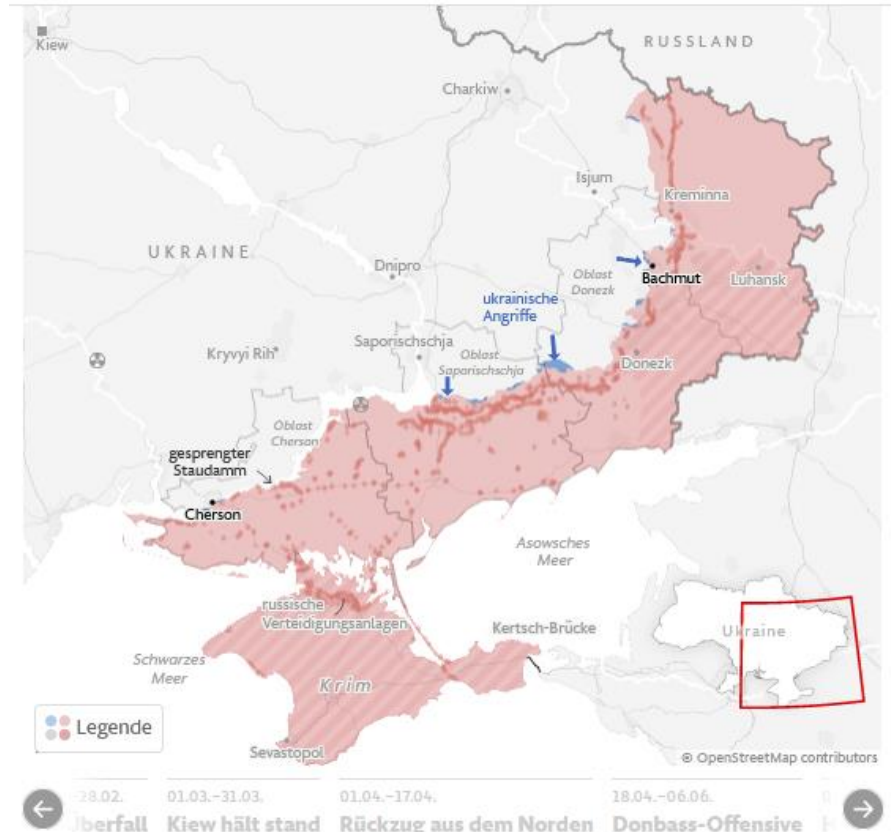 Kiew
RUSSLAND
Charkiw
Isjum
Kreminna
UKRAINE
Dnipro
Oblast
Donezk
Bachmut
Luhansk
ukrainische
Angriffe
Saporischschja
Kryvyi Rih
Oblast
Saporischschja
Donezk
Oblast
Cherson
gesprengter
Staudamm
Cherson
Asowsches
Meer
russische
Verteidigungsanlagen
Kertsch-Brücke
Ukraine
Schwarzes
Meer
Krim
Legende
Sevastopol
© OpenStreetMap contributors
28.02.
01.03.–31.03.
01.04.–17.04.
18.04.–06.06.
Kiew hält stand
Rückzug aus dem Norden
Donbass-Offensive